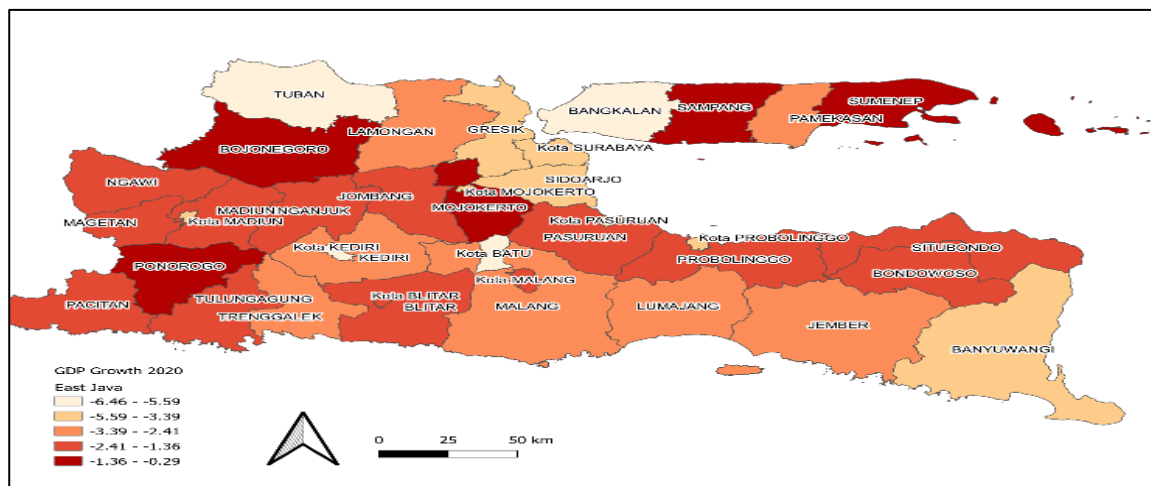 TUBAN
BANGKALAN
SAMPANG
SUMENEP
PAMEKASAN
LAMONGAN
GRESIK
BOJONEGORO
Kota SURABAYA
SIDOARJO
NGAWI
JOMBANG
Kota MOJOKERTO
MOJOKERTO
MADIUN
NGANJUK
MAGETAN
Kota MADIUN
Kota PASURUAN
PASURUAN
Kota PROBOLINGGO
PROBOLINGGO
SITUBONDO
BONDOWOSO
Kota KEDIRI
KEDIRI
Kota BATU
PONOROGO
Kota MALANG
PACITAN
TULUNGAGUNG
TRENGGALEK
Kota BLITAR
BLITAR
MALANG
LUMAJANG
JEMBER
BANYUWANGI
GDP Growth 2020
East Java
-6.46 - -5.59
-5.59 - -3.39
-3.39 - -2.41
-2.41 - -1.36
-1.36 - -0.29
0 25 50 km